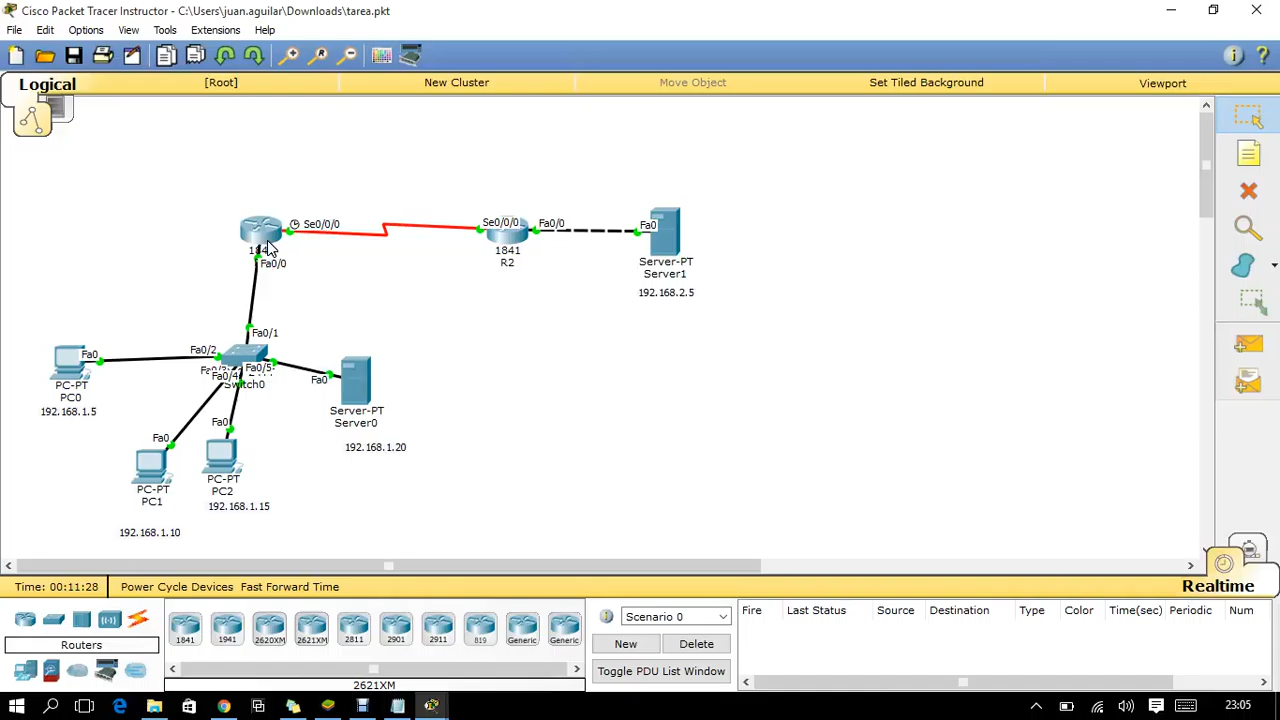 Cisco Packet Tracer Instructor - C:\Users\juan.aguilar\Downloads\tarea.pkt
File Edit Options View Tools Extensions Help
Logical [Root] New Cluster Move Object Set Tiled Background Viewport
Se0/0/0
Fa0/0
Se0/0/0
Fa0/0
1841
R2
Fa0
Server-PT
Server1
192.168.2.5
Fa0/1
Fa0/2
Fa0/4
Fa0/5
Switch0
Fa0
PC-PT
PC0
192.168.1.5
Fa0
Server-PT
Server0
192.168.1.20
Fa0
PC-PT
PC1
192.168.1.10
Fa0
PC-PT
PC2
192.168.1.15
Time: 00:11:28 Power Cycle Devices Fast Forward Time Realtime
Routers
1841 1941 2620XM 2621XM 2811 2901 2911 819 Generic Generic
2621XM
Scenario 0
New Delete
Toggle PDU List Window
Fire Last Status Source Destination Type Color Time(sec) Periodic Num
23:05